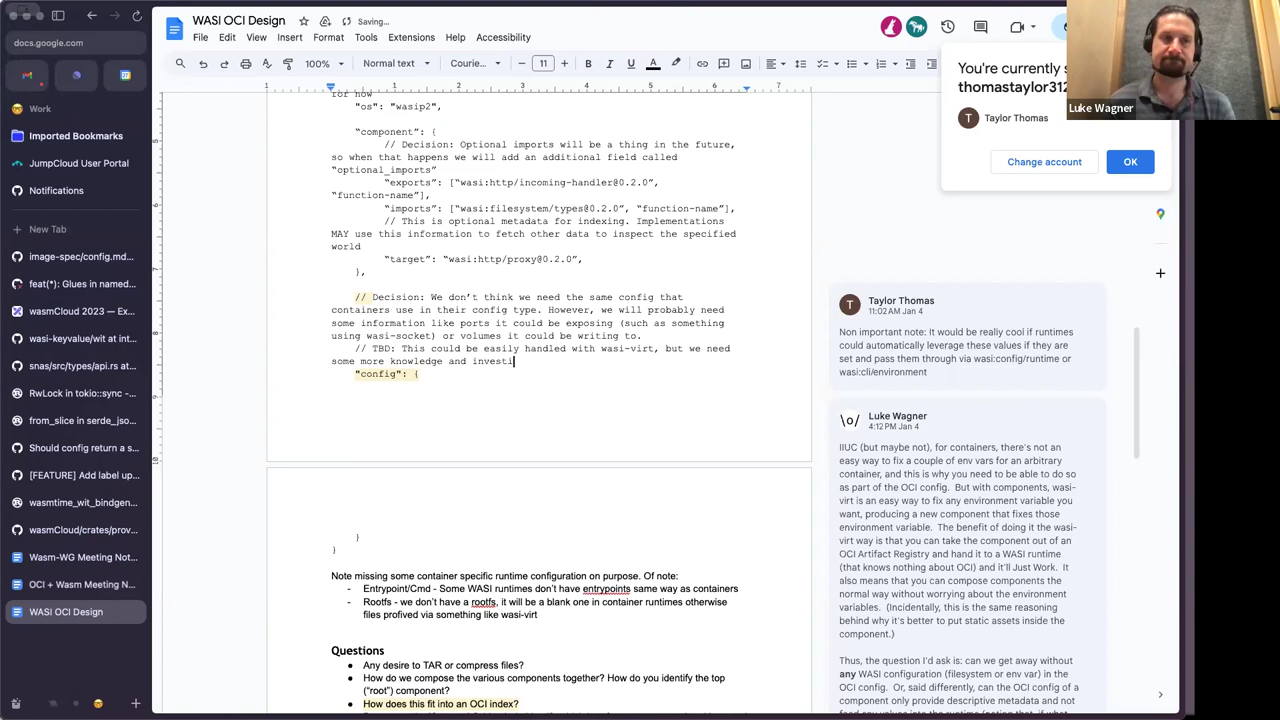 docs.google.com
Work
Imported Bookmarks
JumpCloud User Portal
Notifications
New Tab
image-spec/config.md...
feat(*): Glues in named...
wasmCloud 2023 — Ex...
wasi-keyvalue/wit at int...
snas/src/types/api.rs at...
RwLock in tokio::sync -...
from_slice in serde_jso...
Should config return a s...
[FEATURE] Add label up...
wasmtime_wit_bindgen...
wasmCloud/crates/prov...
Wasm-WG Meeting Not...
OCI + Wasm Meeting N...
WASI OCI Design
WASI OCI Design
Saving...
File Edit View Insert Format Tools Extensions Help Accessibility
100% Normal text Courie... 11
1 1 2 3 4 5 6 7
for now
"os": "wasip2",
“component”: {
// Decision: Optional imports will be a thing in the future,
so when that happens we will add an additional field called
“optional_imports”
“exports”: [“wasi:http/incoming-handler@0.2.0”,
“function-name”],
“imports”: [“wasi:filesystem/types@0.2.0”, “function-name”],
// This is optional metadata for indexing. Implementations
MAY use this information to fetch other data to inspect the specified
world
“target”: “wasi:http/proxy@0.2.0”,
},
// Decision: We don’t think we need the same config that
containers use in their config type. However, we will probably need
some information like ports it could be exposing (such as something
using wasi-socket) or volumes it could be writing to.
// TBD: This could be easily handled with wasi-virt, but we need
some more knowledge and investi
"config": {
}
}
Note missing some container specific runtime configuration on purpose. Of note:
- Entrypoint/Cmd - Some WASI runtimes don’t have entrypoints same way as containers
- Rootfs - we don’t have a rootfs, it will be a blank one in container runtimes otherwise
files profived via something like wasi-virt
Questions
● Any desire to TAR or compress files?
● How do we compose the various components together? How do you identify the top
(“root”) component?
● How does this fit into an OCI index?
You're currently s
thomastaylor312
T Taylor Thomas
Change account OK
Luke Wagner
T Taylor Thomas
11:02 AM Jan 4
Non important note: It would be really cool if runtimes
could automatically leverage these values if they are
set and pass them through via wasi:config/runtime or
wasi:cli/environment
\o/ Luke Wagner
4:12 PM Jan 4
IIUC (but maybe not), for containers, there's not an
easy way to fix a couple of env vars for an arbitrary
container, and this is why you need to be able to do so
as part of the OCI config. But with components, wasi-
virt is an easy way to fix any environment variable you
want, producing a new component that fixes those
environment variable. The benefit of doing it the wasi-
virt way is that you can take the component out of an
OCI Artifact Registry and hand it to a WASI runtime
(that knows nothing about OCI) and it'll Just Work. It
also means that you can compose components the
normal way without worrying about the environment
variables. (Incidentally, this is the same reasoning
behind why it's better to put static assets inside the
component.)
Thus, the question I'd ask is: can we get away without
any WASI configuration (filesystem or env var) in the
OCI config. Or, said differently, can the OCI config of a
component only provide descriptive metadata and not